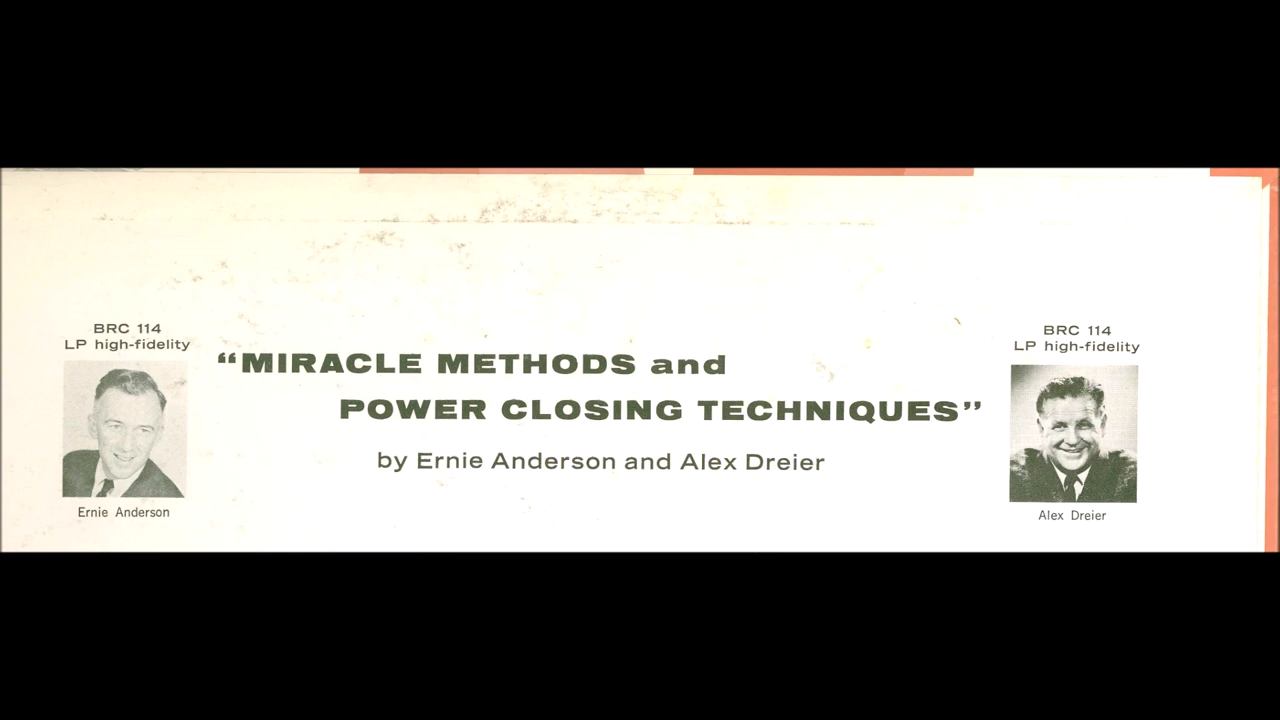 BRC 114
LP high-fidelity
Ernie Anderson
“MIRACLE METHODS and
POWER CLOSING TECHNIQUES”
by Ernie Anderson and Alex Dreier
BRC 114
LP high-fidelity
Alex Dreier